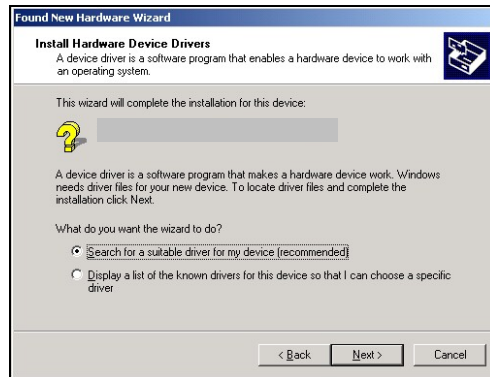 Found New Hardware Wizard
Install Hardware Device Drivers
A device driver is a software program that enables a hardware device to work with
an operating system.
This wizard will complete the installation for this device:
A device driver is a software program that makes a hardware device work. Windows
needs driver files for your new device. To locate driver files and complete the
installation click Next.
What do you want the wizard to do?
Search for a suitable driver for my device (recommended)
Display a list of the known drivers for this device so that I can choose a specific
driver
< Back
Next >
Cancel